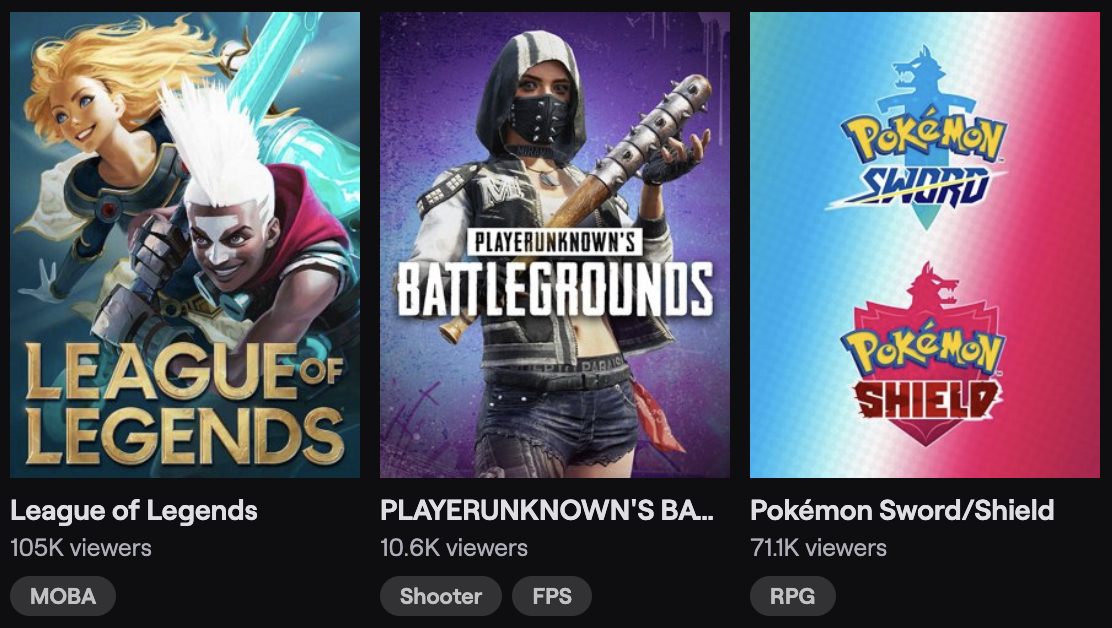 LEAGUE OF
LEGENDS
League of Legends
105K viewers
MOBA
PLAYERUNKNOWN'S
BATTLEGROUNDS
PLAYERUNKNOWN'S BA...
10.6K viewers
Shooter FPS
POKéMON
SWORD
POKéMON
SHIELD
Pokémon Sword/Shield
71.1K viewers
RPG